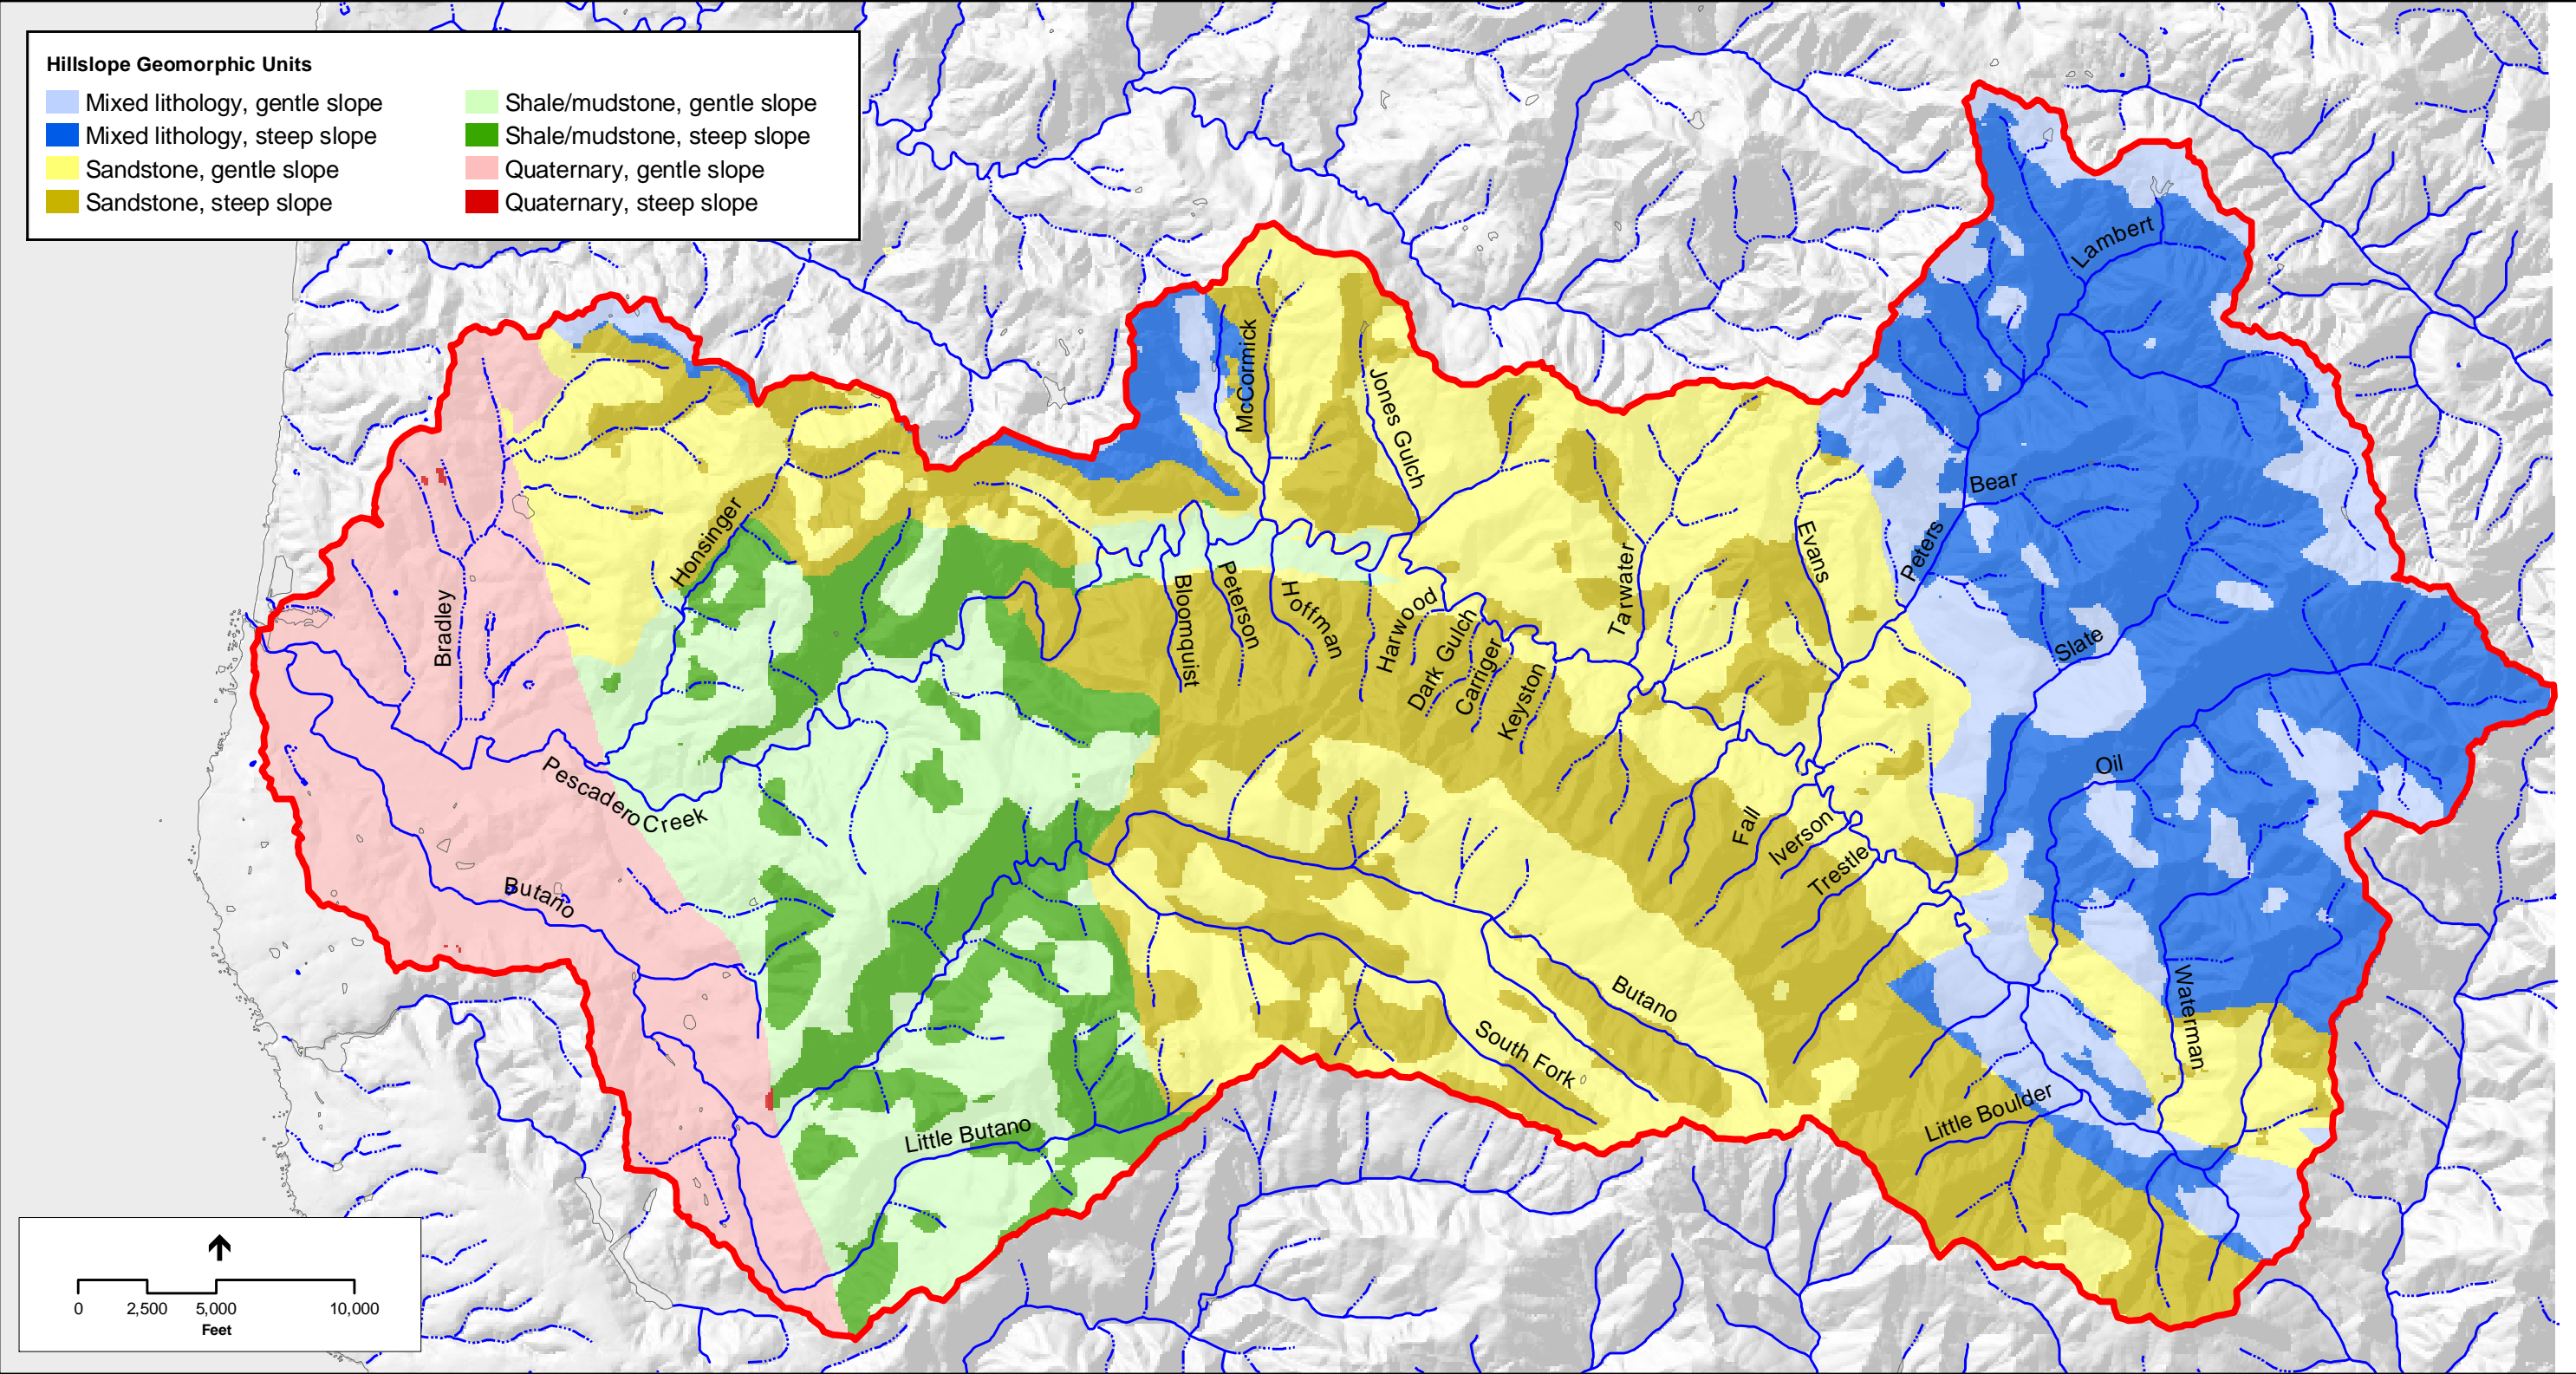 Hillslope Geomorphic Units
Mixed lithology, gentle slope
Mixed lithology, steep slope
Sandstone, gentle slope
Sandstone, steep slope
Shale/mudstone, gentle slope
Shale/mudstone, steep slope
Quaternary, gentle slope
Quaternary, steep slope
Lambert
McCormick
Jones Gulch
Bear
Honsinger
Peters
Evans
Tarwater
Bradley
Bloomquist
Peterson
Hoffman
Harwood
Dark Gulch
Carriger
Keyston
Slate
Oil
Pescadero Creek
Fall
Iverson
Trestle
Butano
Waterman
Butano
South Fork
Little Boulder
Little Butano
0 2,500 5,000 10,000
Feet